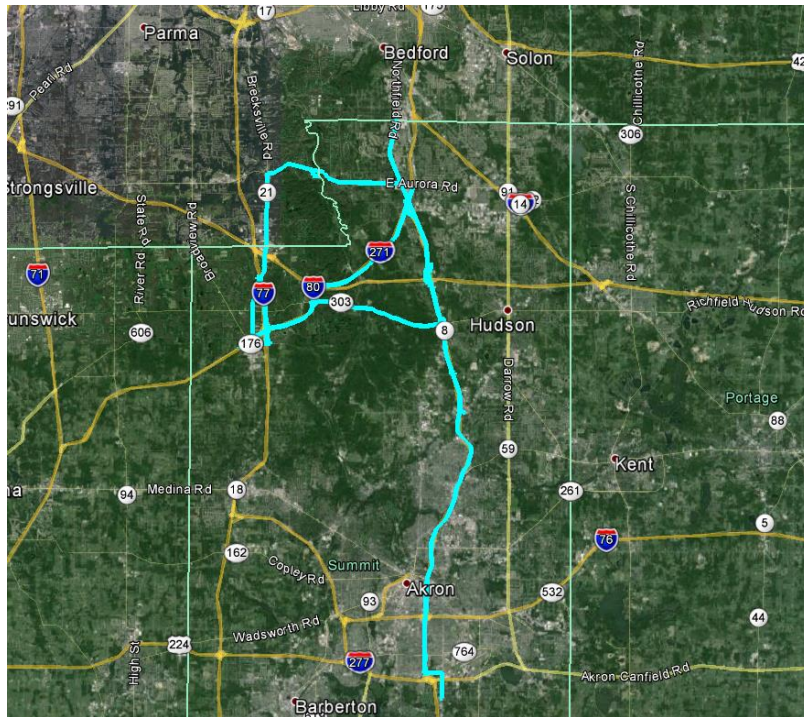 17
Libby Rd
175
Parma
Bedford
Solon
Pearl Rd
291
Brecksville Rd
Northfield Rd
Chillicothe Rd
306
Strongsville
21
E Aurora Rd
91
14
State Rd
River Rd
Broadview Rd
S Chillicothe Rd
271
71
77
80
303
Richfield Hudson Rd
runswick
606
176
8
Hudson
Darrow Rd
Portage
88
59
Kent
18
Medina Rd
94
261
5
76
162
Copley Rd
Summit
Akron
93
532
44
Wadsworth Rd
High St
224
277
764
Akron Canfield Rd
Barberton